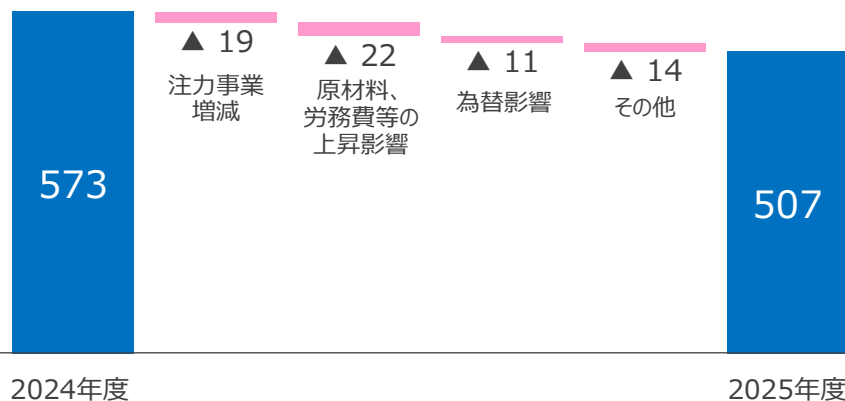 ▲ 19
注力事業
増減
▲ 22
原材料、
労務費等の
上昇影響
▲ 11
為替影響
▲ 14
その他
573
507
2024年度
2025年度